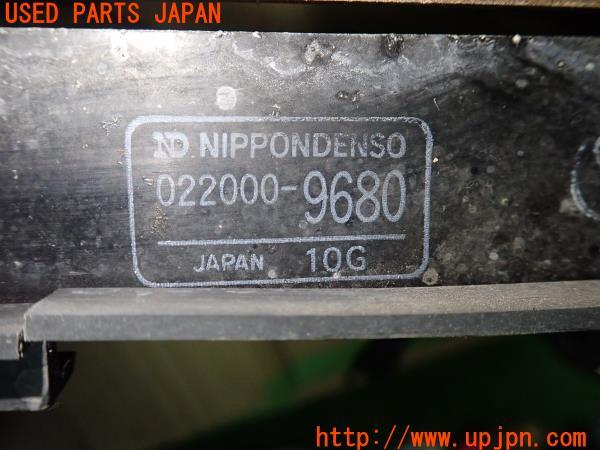 USED PARTS JAPAN
ND NIPPONDENSO
022000-9680
JAPAN 10G
http://www.upjpn.com